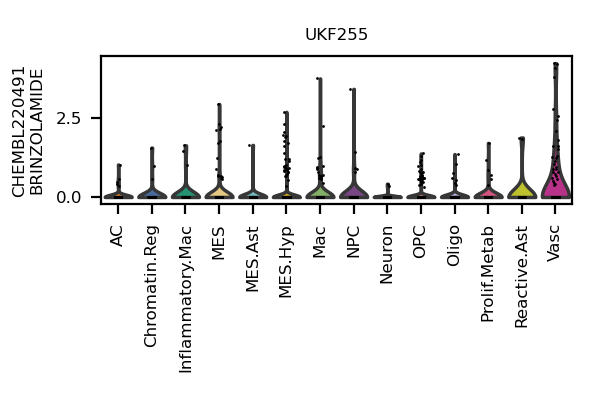 UKF255
CHEMBL220491
BRINZOLAMIDE
2.5
0.0
AC
Chromatin.Reg
Inflammatory.Mac
MES
MES.Ast
MES.Hyp
Mac
NPC
Neuron
OPC
Oligo
Prolif.Metab
Reactive.Ast
Vasc